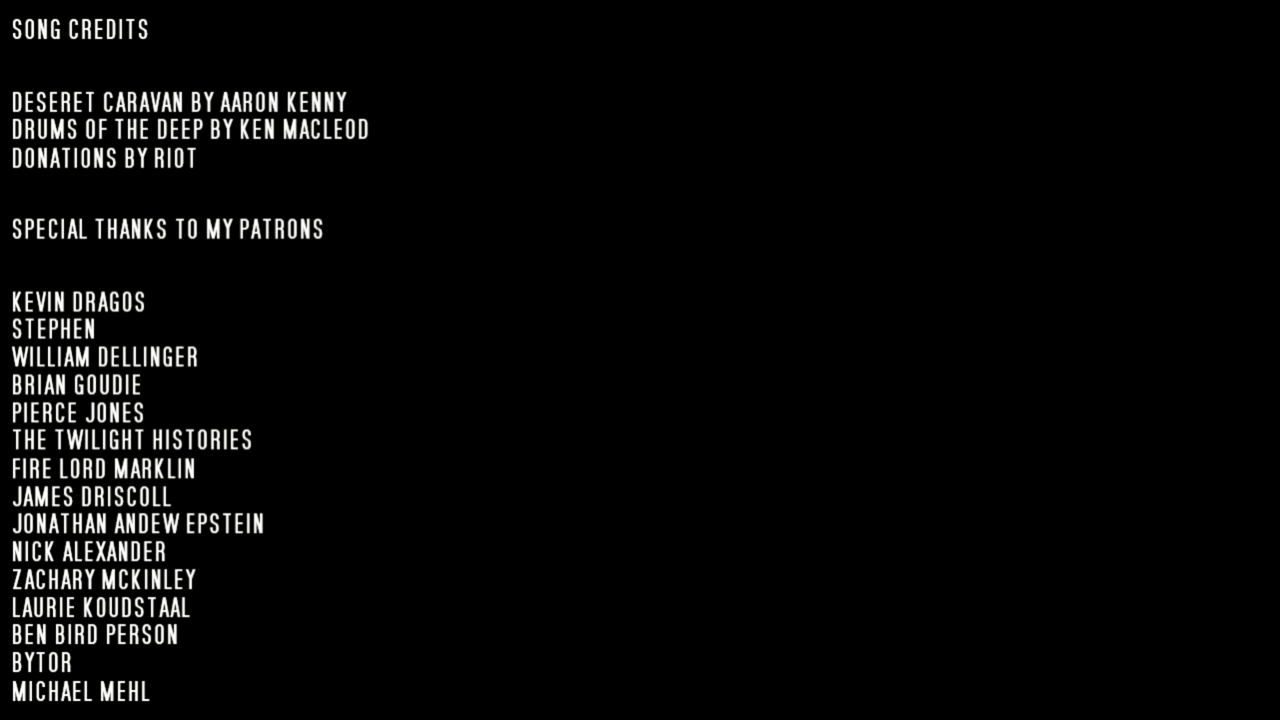 SONG CREDITS
DESERET CARAVAN BY AARON KENNY
DRUMS OF THE DEEP BY KEN MACLEOD
DONATIONS BY RIOT
SPECIAL THANKS TO MY PATRONS
KEVIN DRAGOS
STEPHEN
WILLIAM DELLINGER
BRIAN GOUDIE
PIERCE JONES
THE TWILIGHT HISTORIES
FIRE LORD MARKLIN
JAMES DRISCOLL
JONATHAN ANDEW EPSTEIN
NICK ALEXANDER
ZACHARY MCKINLEY
LAURIE KOUDSTAAL
BEN BIRD PERSON
BYTOR
MICHAEL MEHL